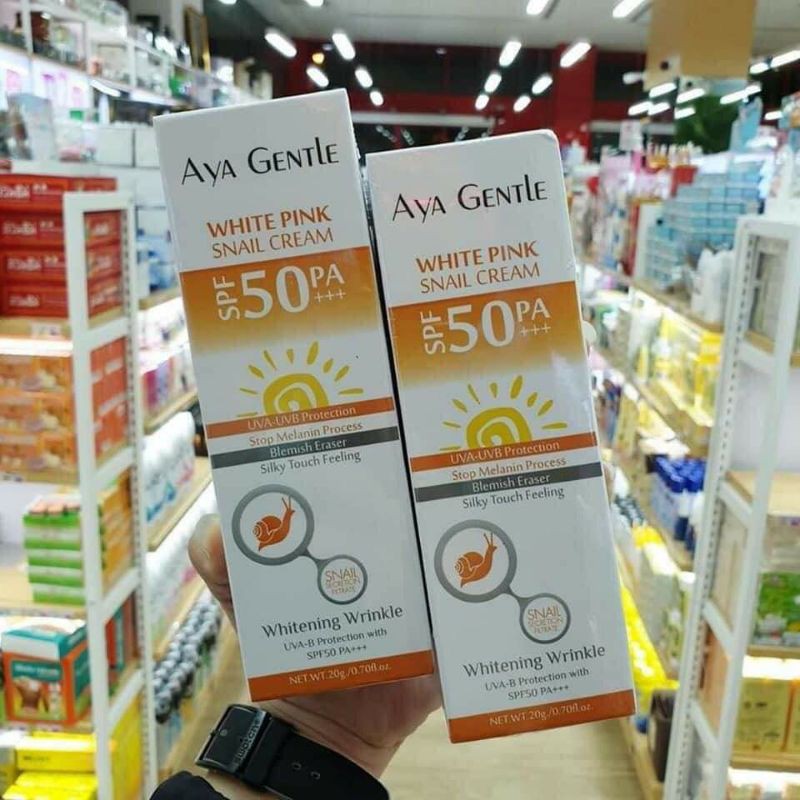 AYA GENTLE
WHITE PINK
SNAIL CREAM
SPF 50 PA
+++
UVA-UVB Protection
Stop Melanin Process
Blemish Eraser
Silky Touch Feeling
SNAIL
SECRETION
FILTRATE
Whitening Wrinkle
UVA-B Protection with
SPF50 PA+++
NET WT. 20g./0.70fl.oz.
AYA GENTLE
WHITE PINK
SNAIL CREAM
SPF 50 PA
+++
UVA-UVB Protection
Stop Melanin Process
Blemish Eraser
Silky Touch Feeling
SNAIL
SECRETION
FILTRATE
Whitening Wrinkle
UVA-B Protection with
SPF50 PA+++
NET WT. 20g./0.70fl.oz.